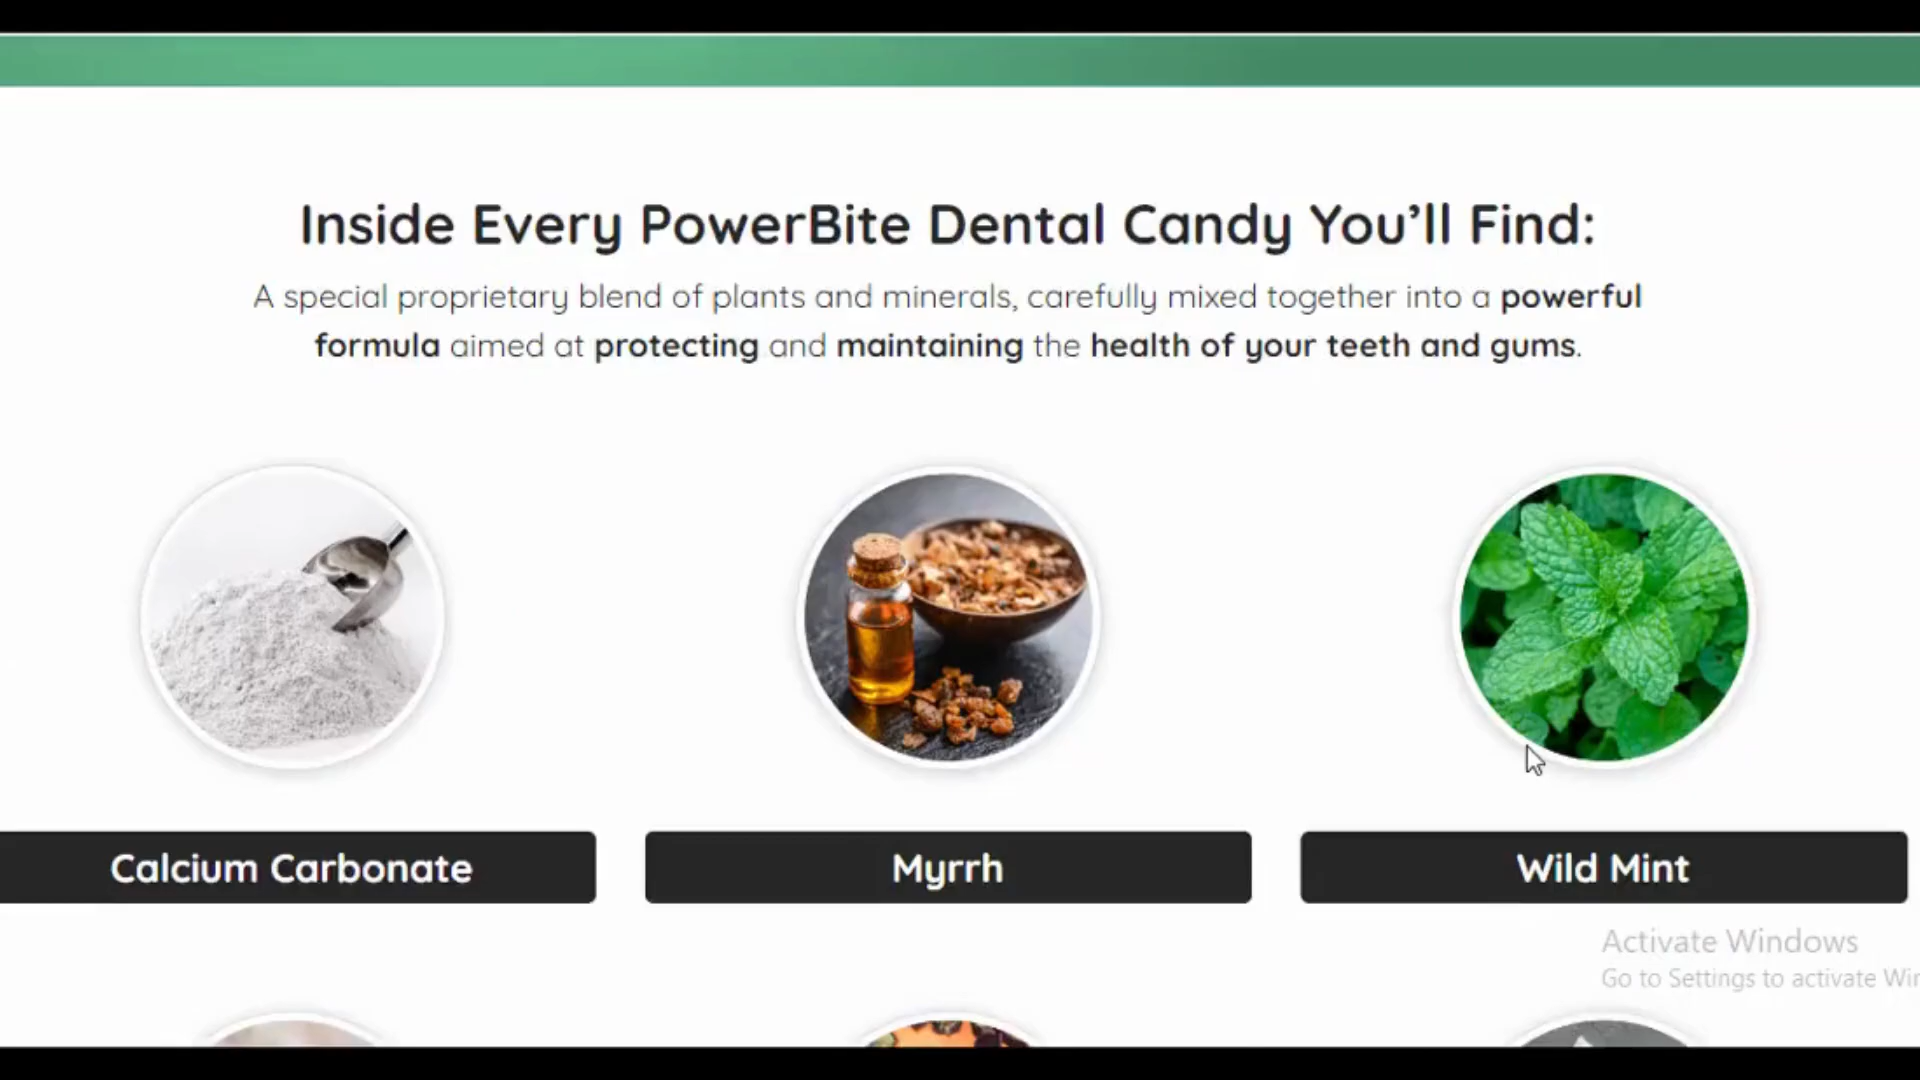 Inside Every PowerBite Dental Candy You’ll Find:
A special proprietary blend of plants and minerals, carefully mixed together into a powerful
formula aimed at protecting and maintaining the health of your teeth and gums.
Calcium Carbonate
Myrrh
Wild Mint
Activate Windows
Go to Settings to activate